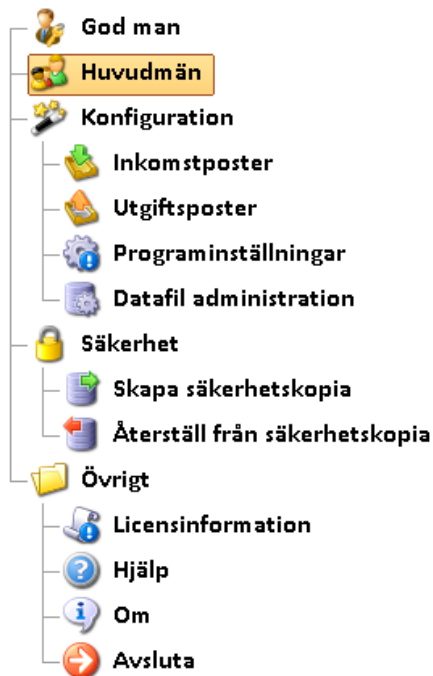 God man
Huvudmän
Konfiguration
Inkomstposter
Utgiftsposter
Programinställningar
Datafil administration
Säkerhet
Skapa säkerhetskopia
Återställ från säkerhetskopia
Övrigt
Licensinformation
Hjälp
Om
Avsluta